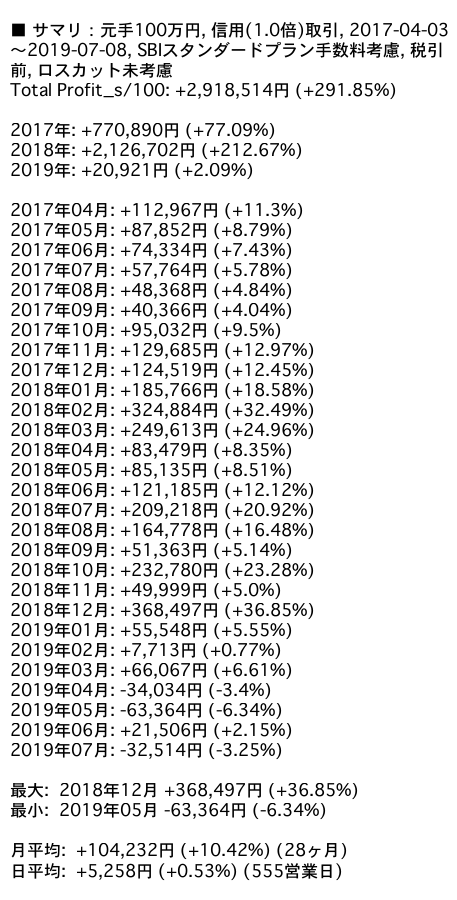 ■ サマリ：元手100万円, 信用(1.0倍)取引, 2017-04-03
〜2019-07-08, SBIスタンダードプラン手数料考慮, 税引
前, ロスカット未考慮
Total Profit_s/100: +2,918,514円 (+291.85%)
2017年: +770,890円 (+77.09%)
2018年: +2,126,702円 (+212.67%)
2019年: +20,921円 (+2.09%)
2017年04月: +112,967円 (+11.3%)
2017年05月: +87,852円 (+8.79%)
2017年06月: +74,334円 (+7.43%)
2017年07月: +57,764円 (+5.78%)
2017年08月: +48,368円 (+4.84%)
2017年09月: +40,366円 (+4.04%)
2017年10月: +95,032円 (+9.5%)
2017年11月: +129,685円 (+12.97%)
2017年12月: +124,519円 (+12.45%)
2018年01月: +185,766円 (+18.58%)
2018年02月: +324,884円 (+32.49%)
2018年03月: +249,613円 (+24.96%)
2018年04月: +83,479円 (+8.35%)
2018年05月: +85,135円 (+8.51%)
2018年06月: +121,185円 (+12.12%)
2018年07月: +209,218円 (+20.92%)
2018年08月: +164,778円 (+16.48%)
2018年09月: +51,363円 (+5.14%)
2018年10月: +232,780円 (+23.28%)
2018年11月: +49,999円 (+5.0%)
2018年12月: +368,497円 (+36.85%)
2019年01月: +55,548円 (+5.55%)
2019年02月: +7,713円 (+0.77%)
2019年03月: +66,067円 (+6.61%)
2019年04月: -34,034円 (-3.4%)
2019年05月: -63,364円 (-6.34%)
2019年06月: +21,506円 (+2.15%)
2019年07月: -32,514円 (-3.25%)
最大: 2018年12月 +368,497円 (+36.85%)
最小: 2019年05月 -63,364円 (-6.34%)
月平均: +104,232円 (+10.42%) (28ヶ月)
日平均: +5,258円 (+0.53%) (555営業日)